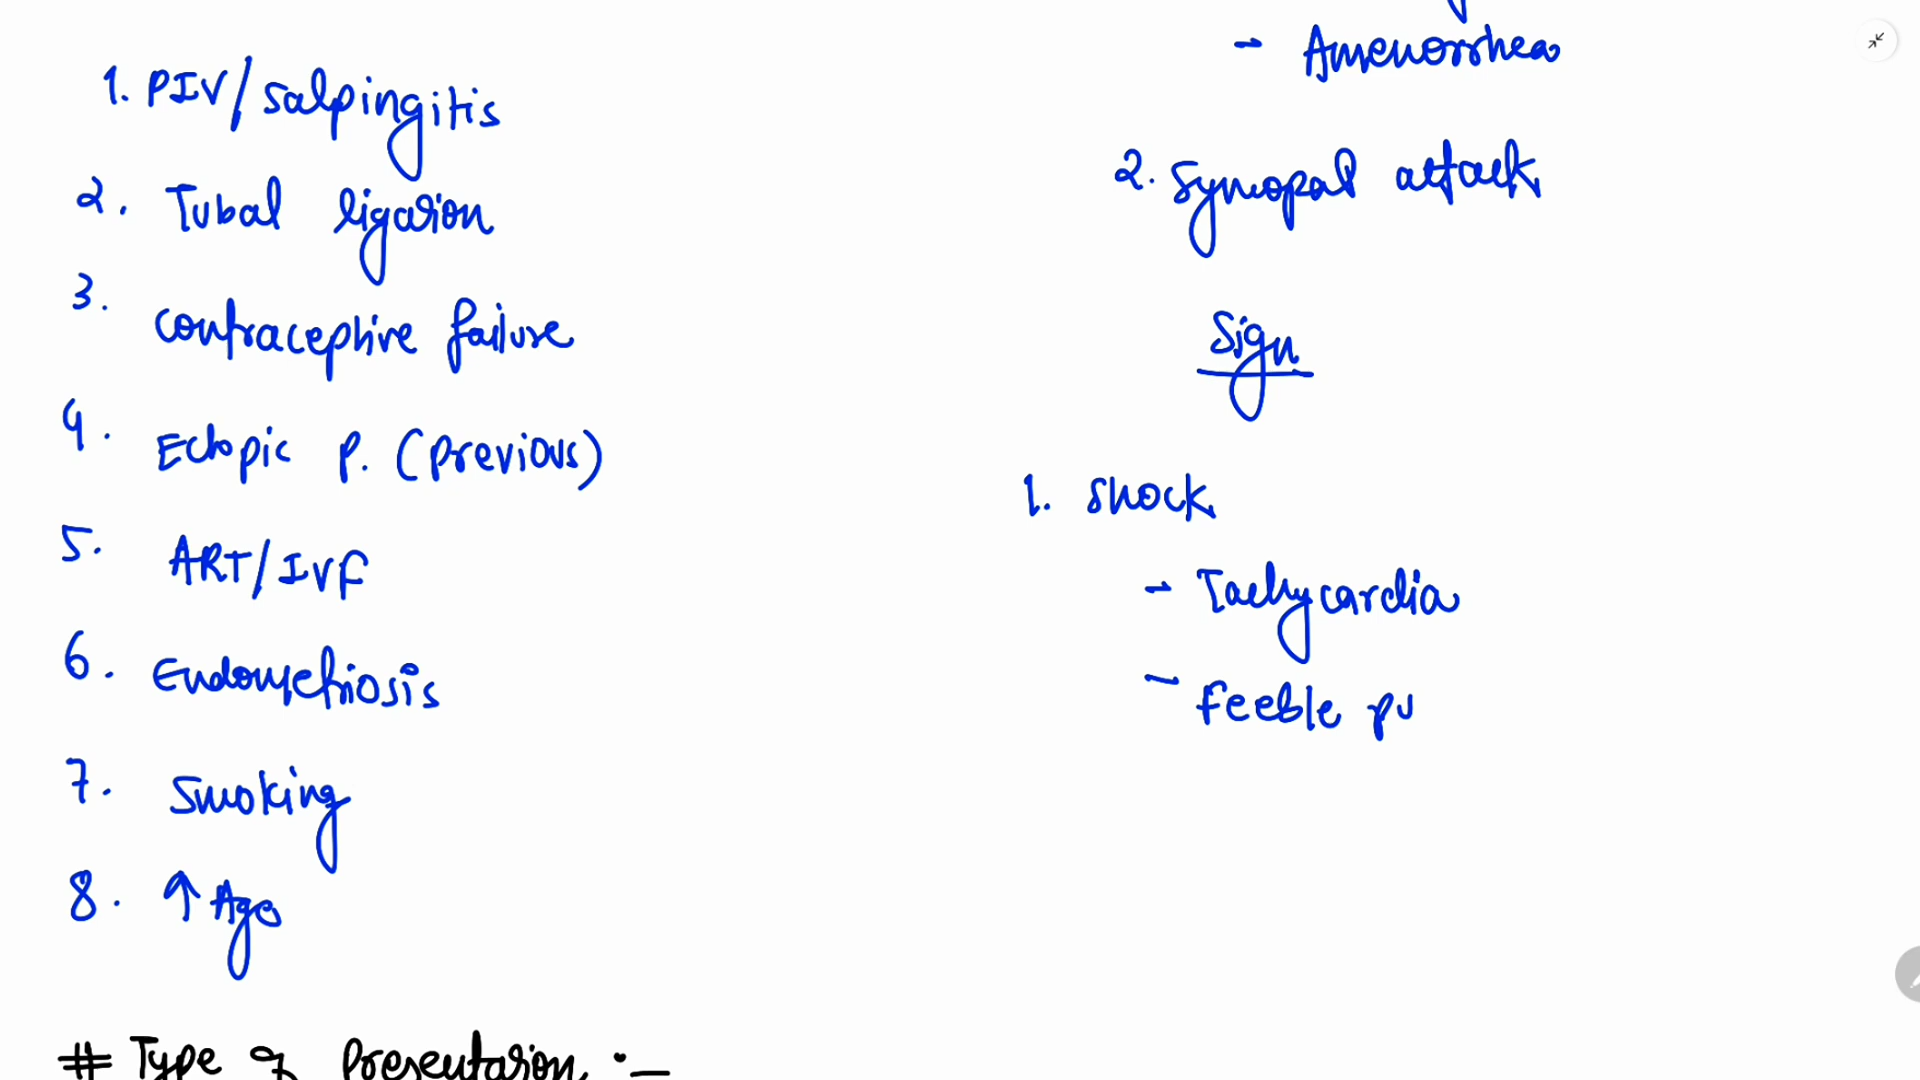 1. PIV/salpingitis
2. Tubal ligation
3. contraceptive failure
4. Ectopic P. (Previous)
5. ART/IVF
6. Endometriosis
7. Smoking
8. ↑ Age
# Type of Presentation :-
- Amenorrhea
2. Syncopal attack
Sign
1. Shock
- Tachycardia
- feeble pu